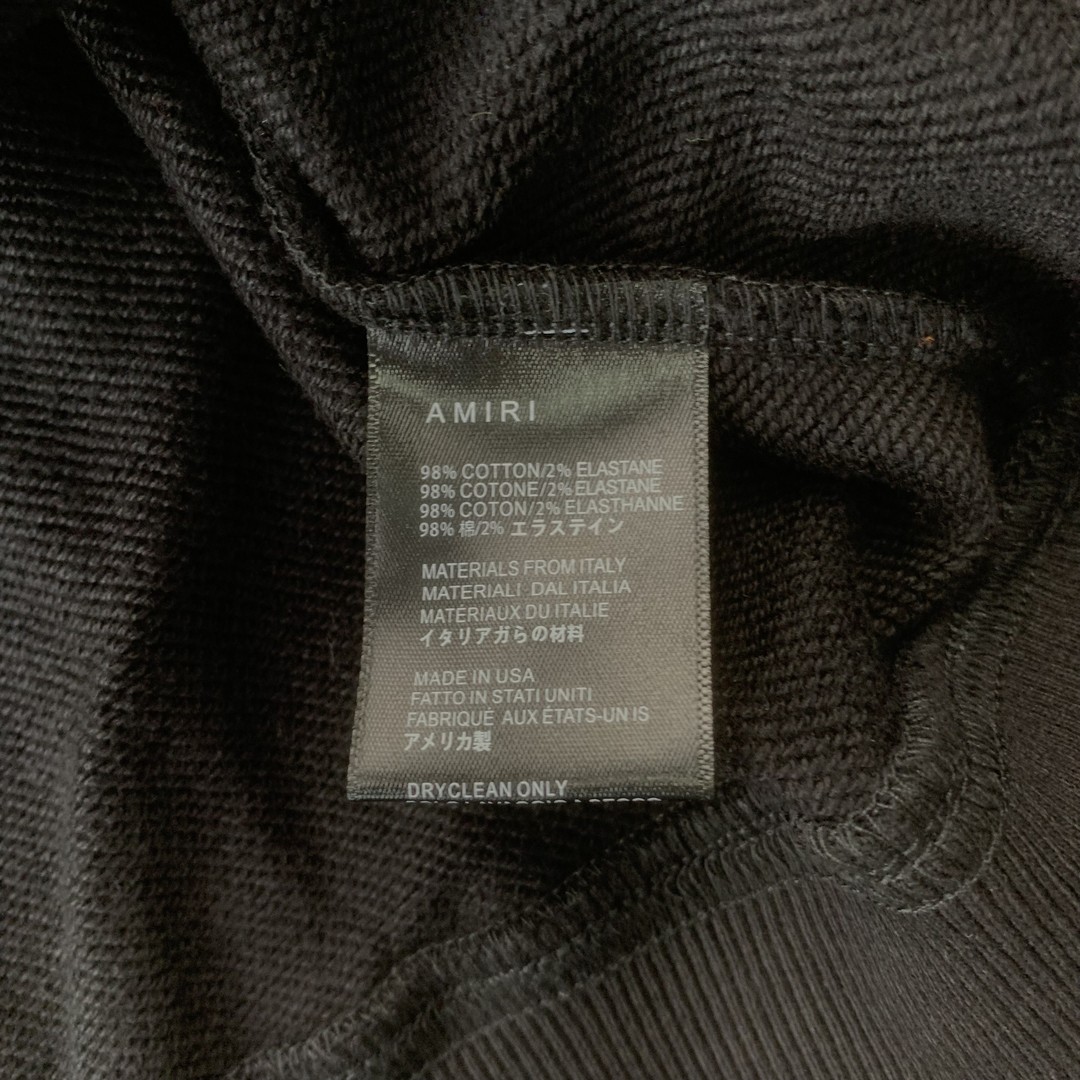 AMIRI
98% COTTON/2% ELASTANE
98% COTONE/2% ELASTANE
98% COTON/2% ELASTHANNE
98% 棉/2% エラステイン
MATERIALS FROM ITALY
MATERIALI DAL ITALIA
MATÉRIAUX DU ITALIE
イタリアガらの材料
MADE IN USA
FATTO IN STATI UNITI
FABRIQUÉ AUX ÉTATS-UN IS
アメリカ製
DRYCLEAN ONLY